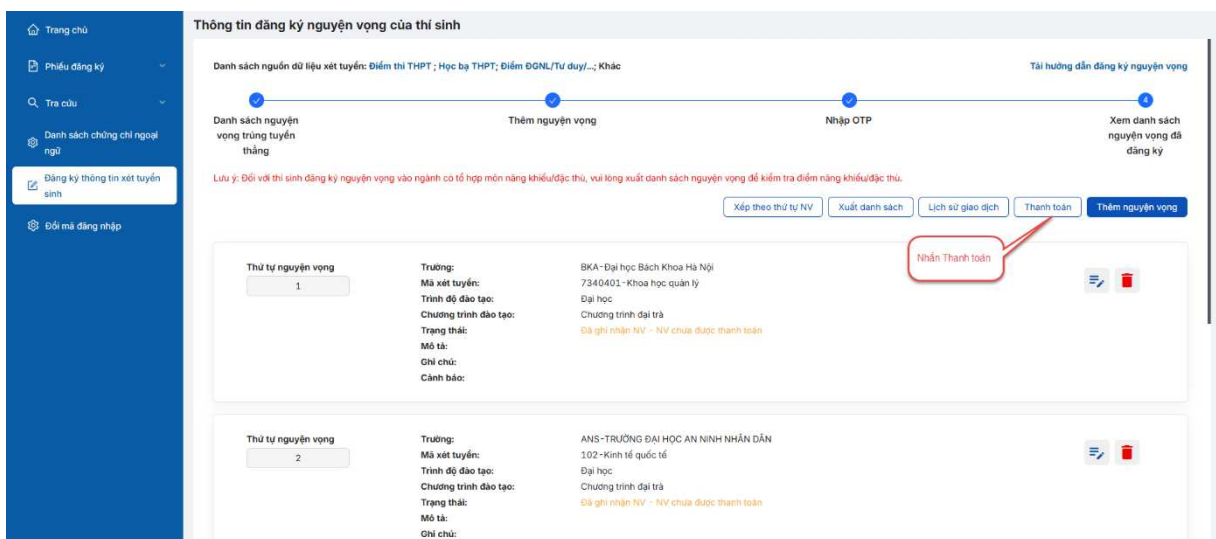 Trang chủ
Phiếu đăng ký
Tra cứu
Danh sách chứng chỉ ngoại
ngữ
Đăng ký thông tin xét tuyển
sinh
Đổi mã đăng nhập
Thông tin đăng ký nguyện vọng của thí sinh
Danh sách nguồn dữ liệu xét tuyển: Điểm thi THPT ; Học bạ THPT; Điểm ĐGNL/Tư duy/...; Khác
Tải hướng dẫn đăng ký nguyện vọng
4
Danh sách nguyện
vọng trúng tuyển
thẳng
Thêm nguyện vọng
Nhập OTP
Xem danh sách
nguyện vọng đã
đăng ký
Lưu ý: Đối với thí sinh đăng ký nguyện vọng vào ngành có tổ hợp môn năng khiếu/đặc thù, vui lòng xuất danh sách nguyện vọng để kiểm tra điểm năng khiếu/đặc thù.
Xếp theo thứ tự NV
Xuất danh sách
Lịch sử giao dịch
Thanh toán
Thêm nguyện vọng
Nhấn Thanh toán
Thứ tự nguyện vọng
1
Trường: BKA-Đại học Bách Khoa Hà Nội
Mã xét tuyển: 7340401-Khoa học quản lý
Trình độ đào tạo: Đại học
Chương trình đào tạo: Chương trình đại trà
Trạng thái: Đã ghi nhận NV - NV chưa được thanh toán
Mô tả:
Ghi chú:
Cảnh báo:
Thứ tự nguyện vọng
2
Trường: ANS-TRƯỜNG ĐẠI HỌC AN NINH NHÂN DÂN
Mã xét tuyển: 102-Kinh tế quốc tế
Trình độ đào tạo: Đại học
Chương trình đào tạo: Chương trình đại trà
Trạng thái: Đã ghi nhận NV - NV chưa được thanh toán
Mô tả:
Ghi chú: